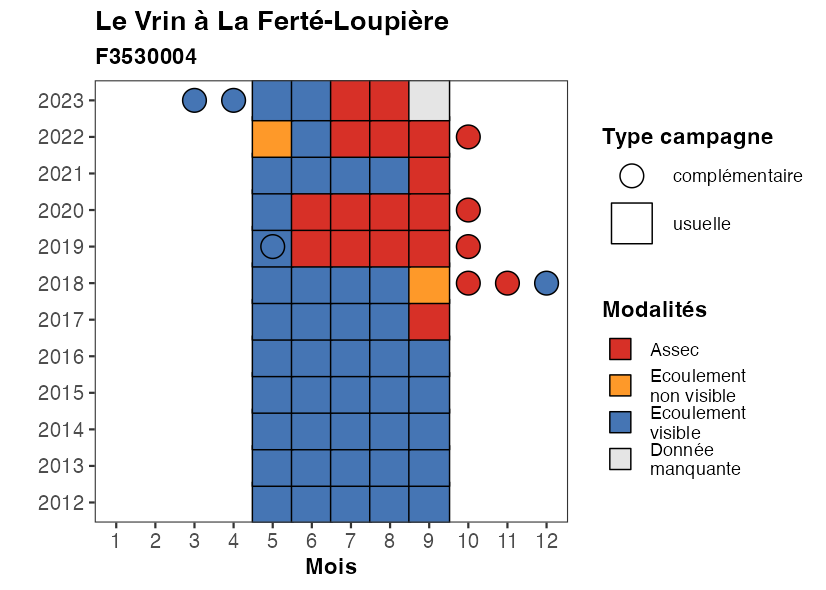 Le Vrin à La Ferté-Loupière
F3530004
2023
2022
2021
2020
2019
2018
2017
2016
2015
2014
2013
2012
1 2 3 4 5 6 7 8 9 10 11 12
Mois
Type campagne
complémentaire
usuelle
Modalités
Assec
Ecoulement
non visible
Ecoulement
visible
Donnée
manquante